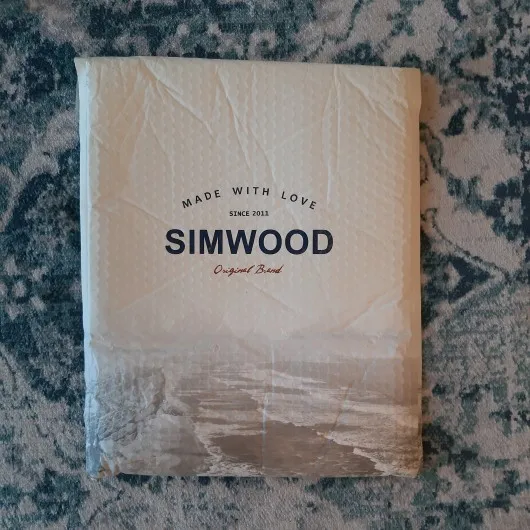 MADE WITH LOVE
SINCE 2011
SIMWOOD
Original Brand